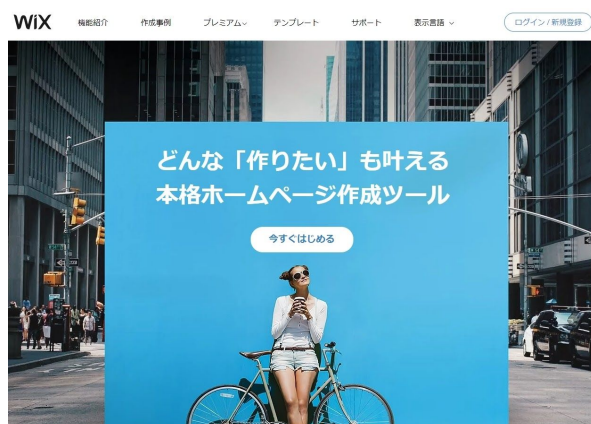 WiX
機能紹介
作成事例
プレミアム
テンプレート
サポート
表示言語
ログイン / 新規登録
どんな「作りたい」も叶える
本格ホームページ作成ツール
今すぐはじめる